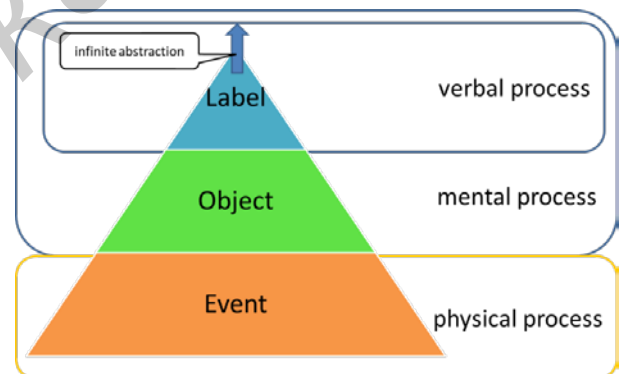 infinite abstraction
Label
verbal process
Object
mental process
Event
physical process